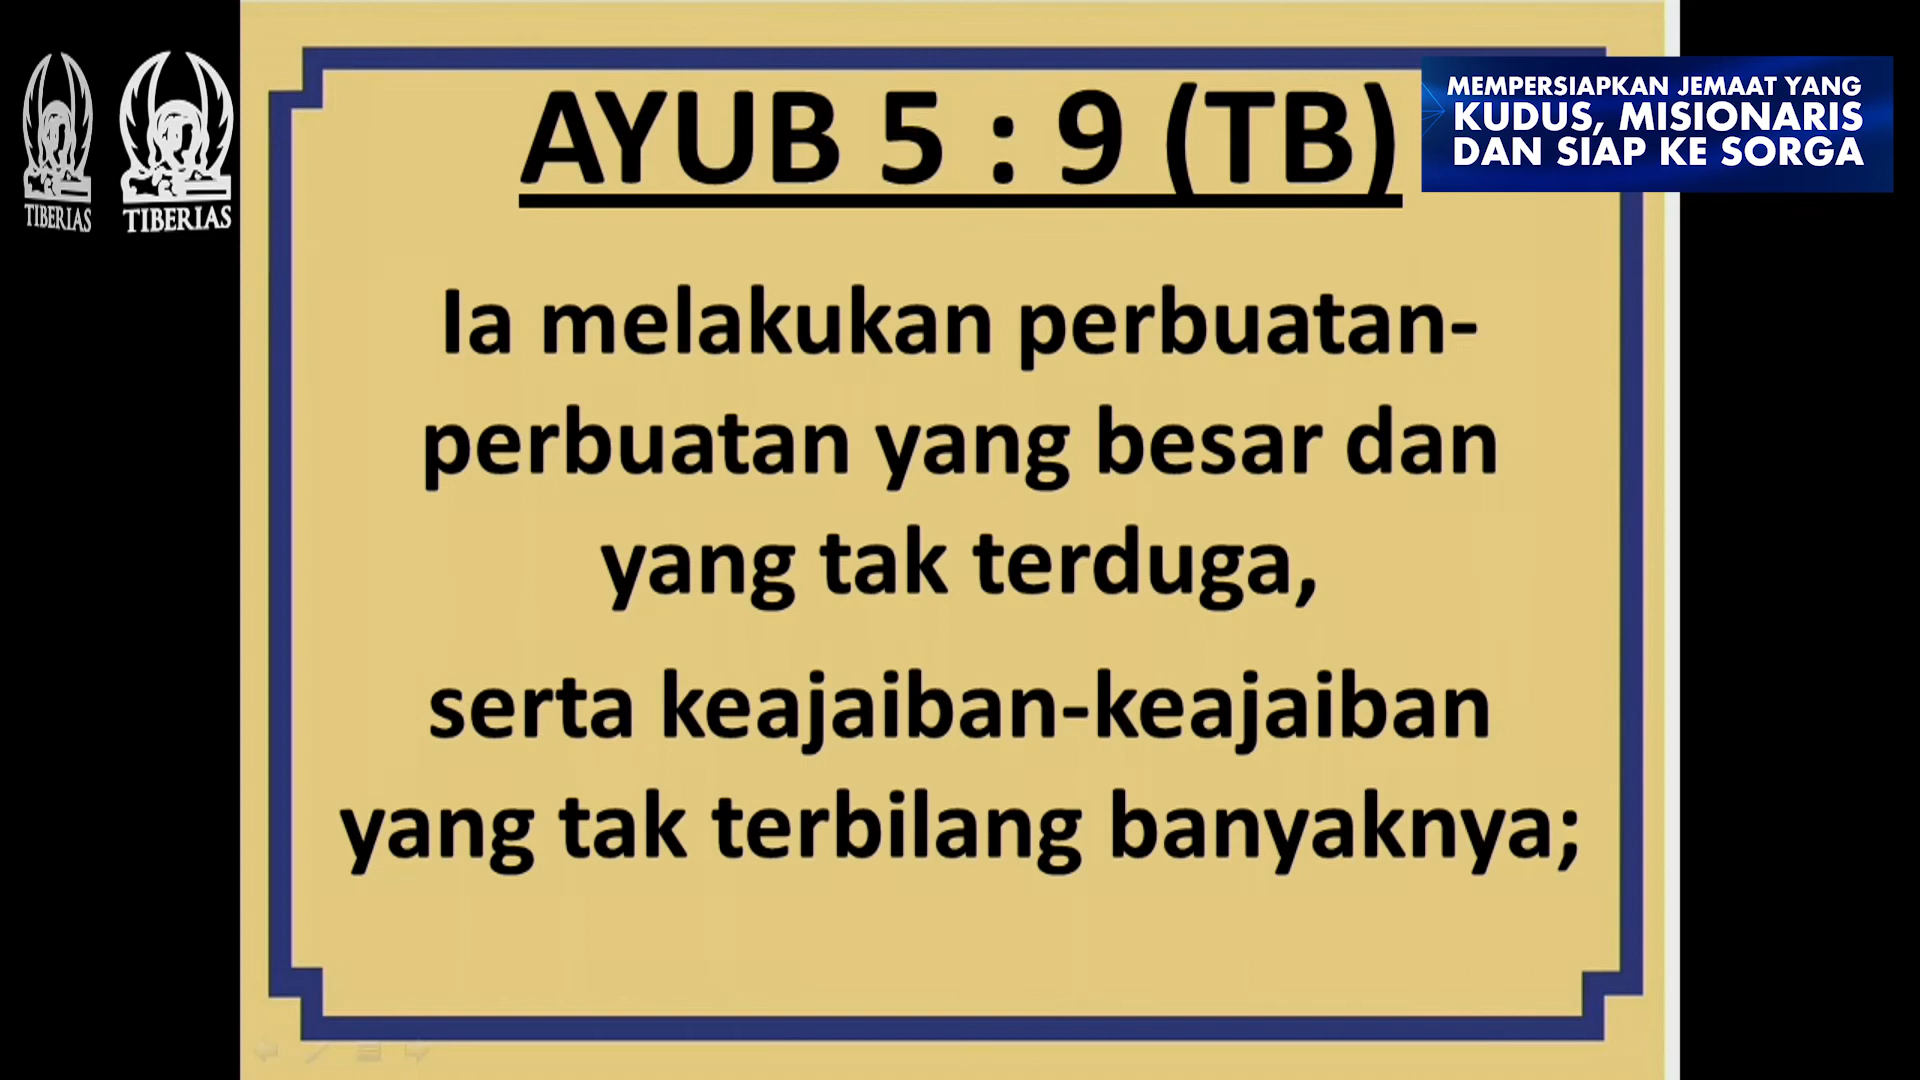 TIBERIAS
TIBERIAS
MEMPERSIAPKAN JEMAAT YANG
KUDUS, MISIONARIS
DAN SIAP KE SORGA
AYUB 5 : 9 (TB)
Ia melakukan perbuatan-
perbuatan yang besar dan
yang tak terduga,
serta keajaiban-keajaiban
yang tak terbilang banyaknya;